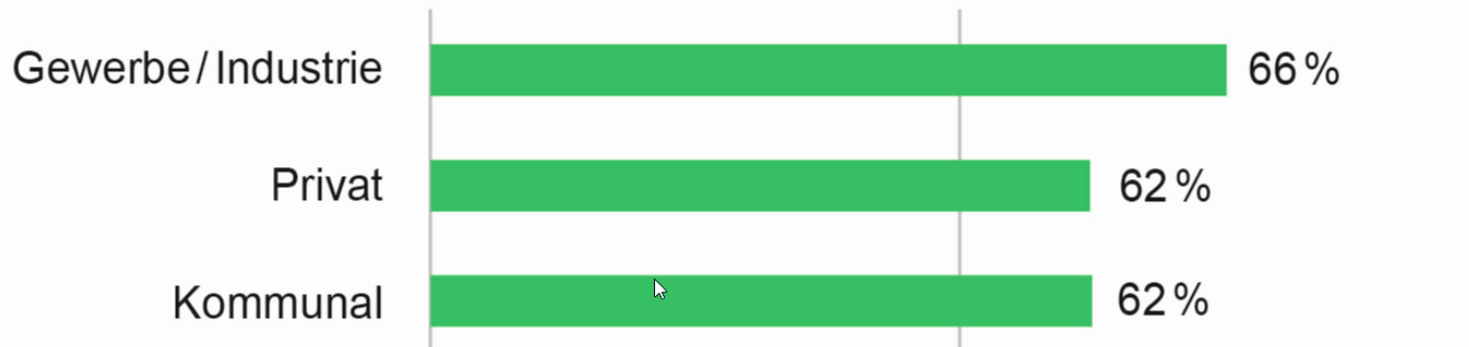 Gewerbe / Industrie 66 %
Privat 62 %
Kommunal 62 %